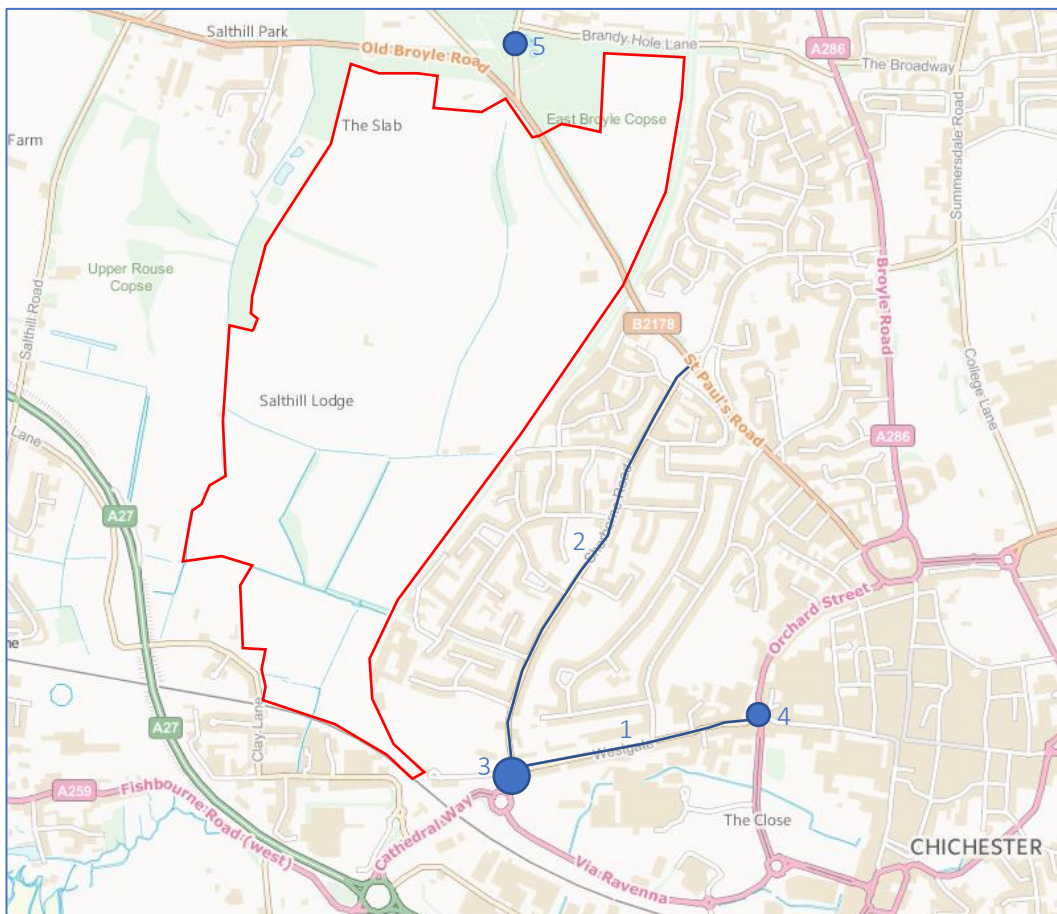 Salthill Park
5
Brandy Hole Lane
A286
Old Broyle Road
The Broadway
The Slab
East Broyle Copse
Farm
Summersdale Road
Upper Rouse
Copse
Broyle Road
Salthill Road
B2178
St Paul's Road
College Lane
Salthill Lodge
Lane
A286
A27
Sherborne Road
2
Orchard Street
ne
4
1
Westgate
A27
Clay Lane
3
A259
Fishbourne Road (west)
Cathedral Way
The Close
Via Ravenna
CHICHESTER